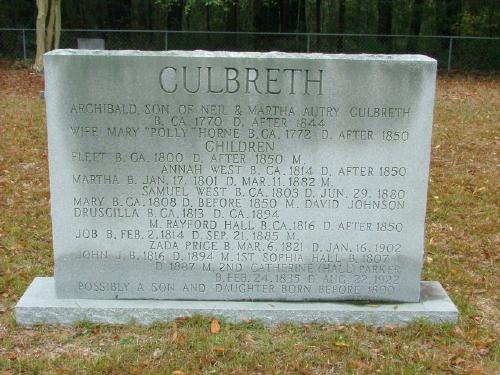 CULBRETH
ARCHIBALD, SON OF NEIL & MARTHA AUTRY CULBRETH
B. CA. 1770 D. AFTER 1844
WIFE MARY "POLLY" HORNE B. CA. 1772 D. AFTER 1850
CHILDREN
FLEET B. CA. 1800 D. AFTER 1850 M.
ANNAH WEST B. CA. 1814 D. AFTER 1850
MARTHA B. JAN. 17, 1801 D. MAR. 11, 1882 M.
SAMUEL WEST B. CA. 1803 D. JUN. 29, 1880
MARY B. CA. 1808 D. BEFORE 1850 M. DAVID JOHNSON
DRUSCILLA B. CA. 1813 D. CA. 1894
M. RAYFORD HALL B. CA. 1816 D. AFTER 1850
JOB B. FEB. 2, 1814 D. SEP. 21, 1885 M.
ZADA PRICE B. MAR. 6, 1821 D. JAN. 16, 1902
JOHN J. B. 1816 D. 1894 M. 1ST SOPHIA HALL B. 1807
D. 1887 M. 2ND CATHERINE (HALL) PARKER
B. FEB. 24, 1835 D. AUG. 22, 1922
POSSIBLY A SON AND DAUGHTER BORN BEFORE 1800